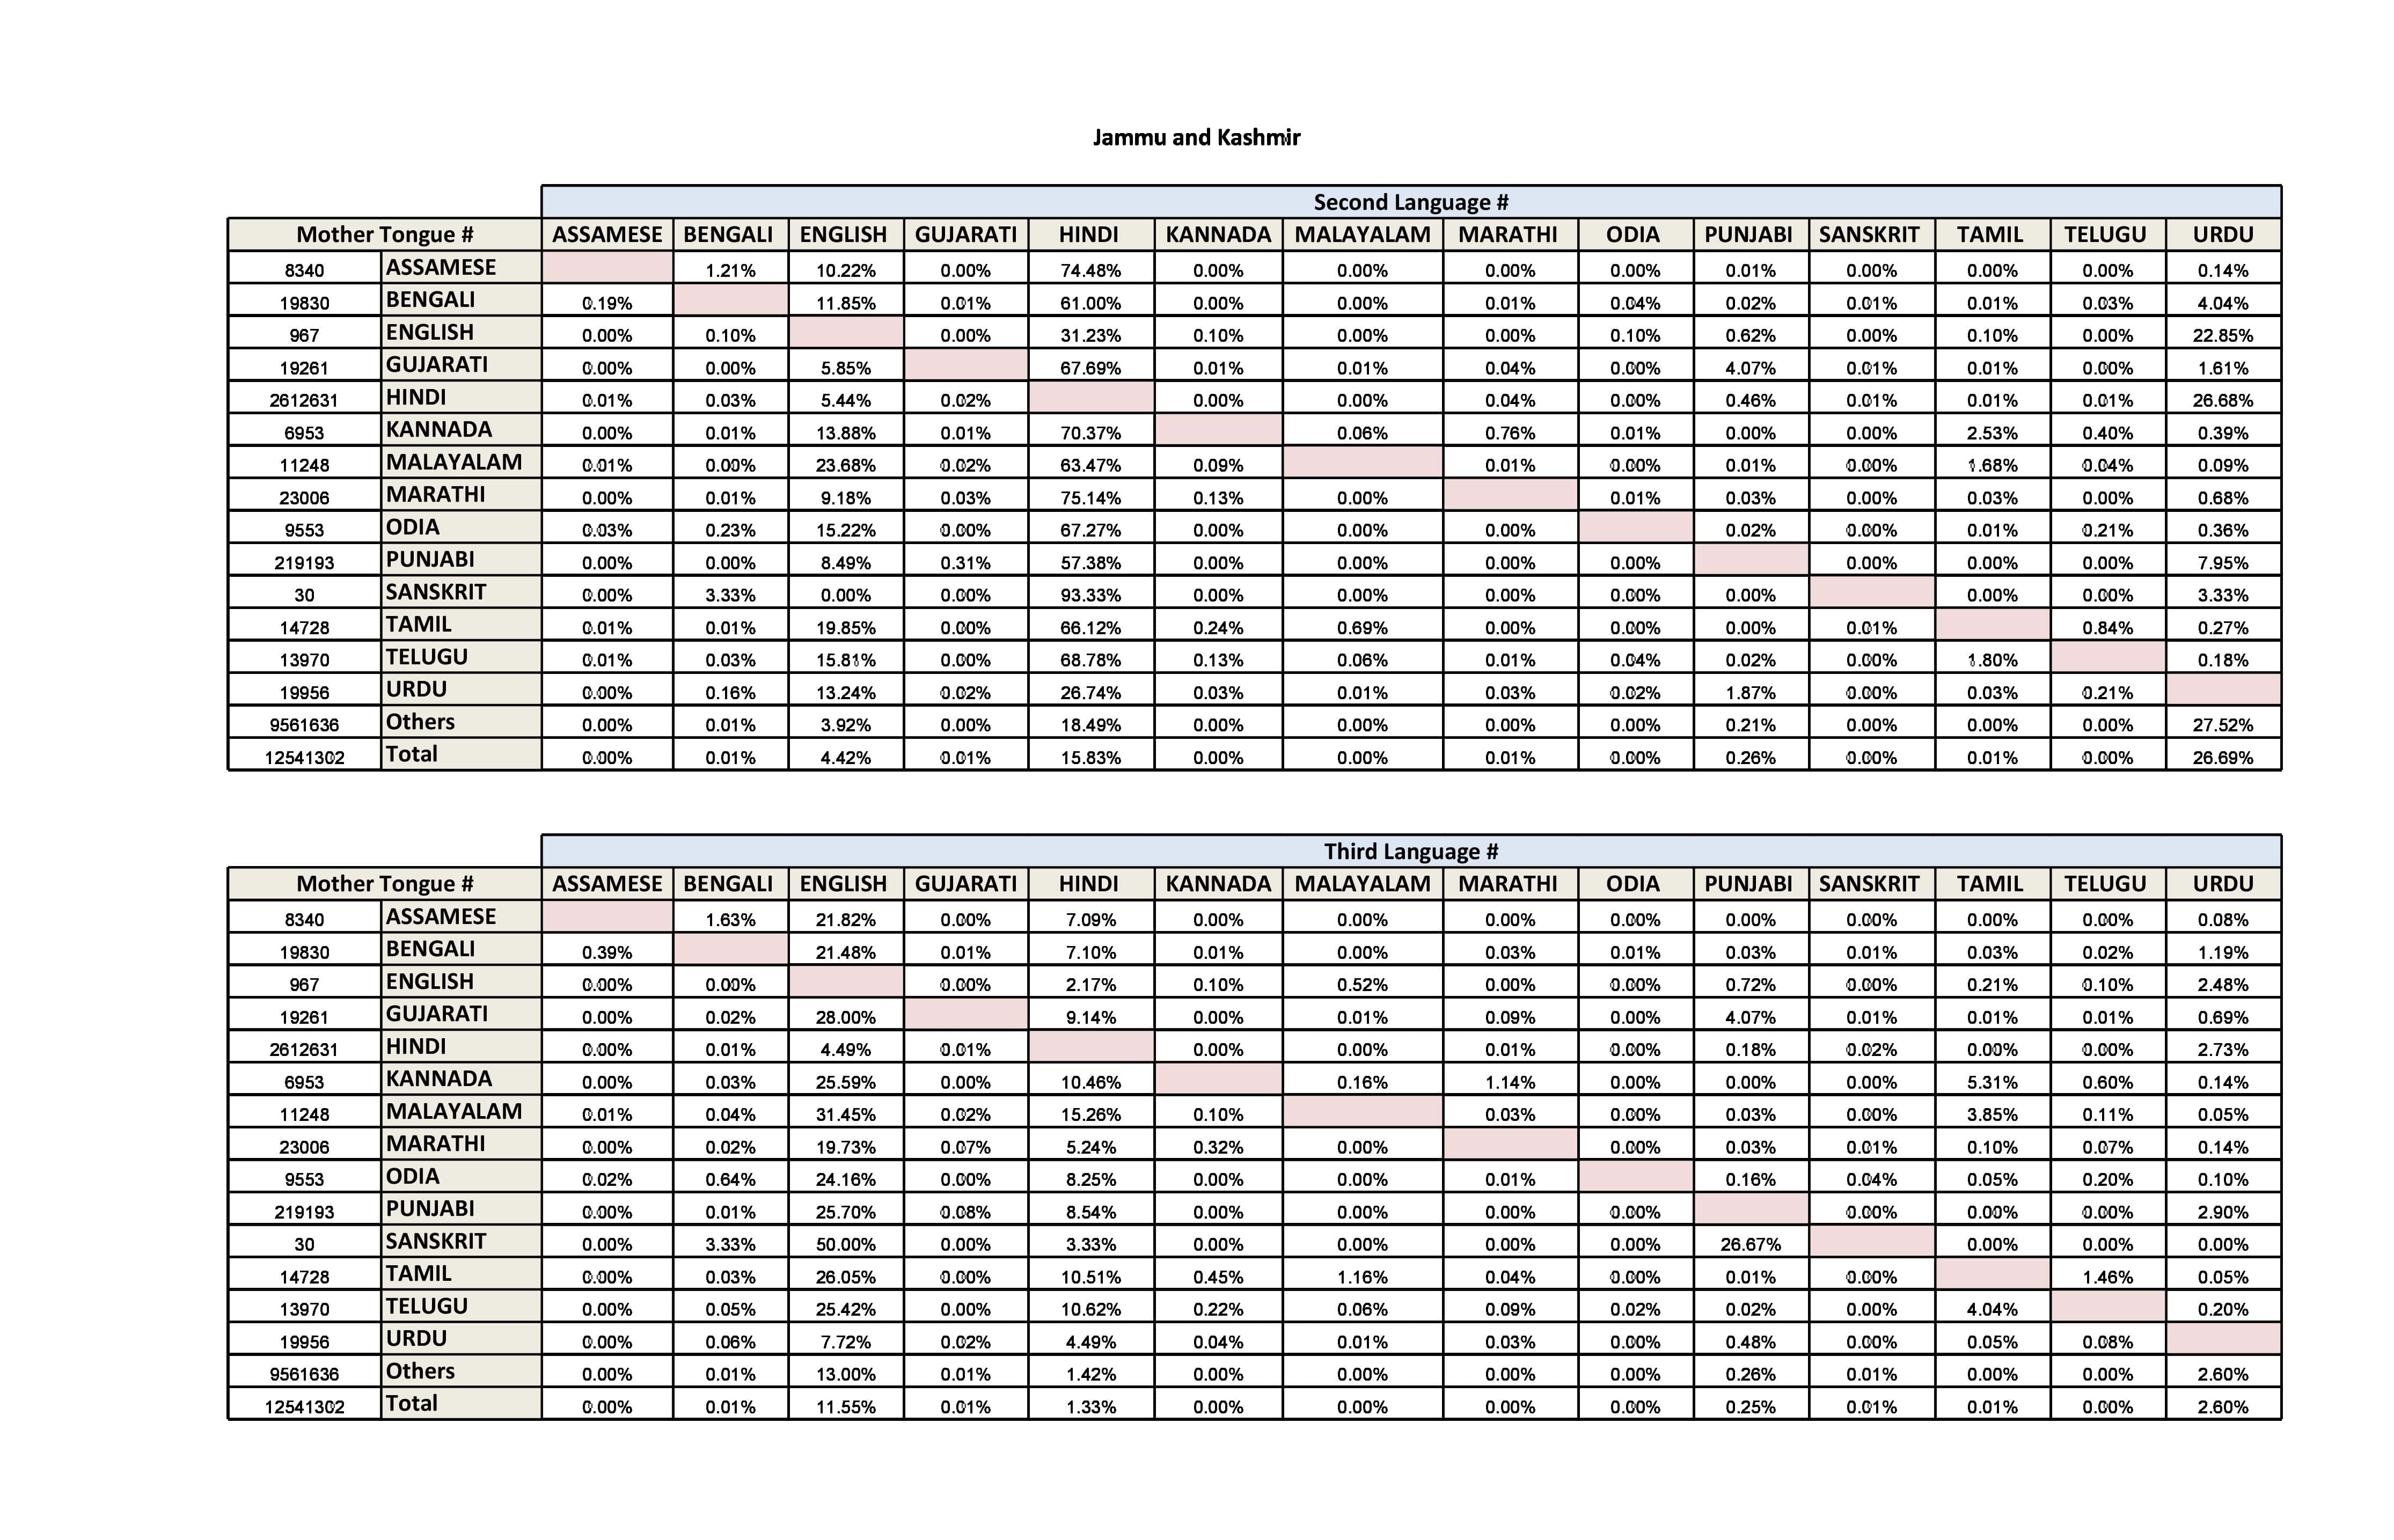 Jammu and Kashmir
Second Language #
Mother Tongue # ASSAMESE BENGALI ENGLISH GUJARATI HINDI KANNADA MALAYALAM MARATHI ODIA PUNJABI SANSKRIT TAMIL TELUGU URDU
8340 ASSAMESE 1.21% 10.22% 0.00% 74.48% 0.00% 0.00% 0.00% 0.00% 0.01% 0.00% 0.00% 0.00% 0.14%
19830 BENGALI 0.19% 11.85% 0.01% 61.00% 0.00% 0.00% 0.01% 0.04% 0.02% 0.01% 0.01% 0.03% 4.04%
967 ENGLISH 0.00% 0.10% 0.00% 31.23% 0.10% 0.00% 0.00% 0.10% 0.62% 0.00% 0.10% 0.00% 22.85%
19261 GUJARATI 0.00% 0.00% 5.85% 67.69% 0.01% 0.01% 0.04% 0.00% 4.07% 0.01% 0.01% 0.00% 1.61%
2612631 HINDI 0.01% 0.03% 5.44% 0.02% 0.00% 0.00% 0.04% 0.00% 0.46% 0.01% 0.01% 0.01% 26.68%
6953 KANNADA 0.00% 0.01% 13.88% 0.01% 70.37% 0.06% 0.76% 0.01% 0.00% 0.00% 2.53% 0.40% 0.39%
11248 MALAYALAM 0.01% 0.00% 23.68% 0.02% 63.47% 0.09% 0.01% 0.00% 0.01% 0.00% 1.68% 0.04% 0.09%
23006 MARATHI 0.00% 0.01% 9.18% 0.03% 75.14% 0.13% 0.00% 0.01% 0.03% 0.00% 0.03% 0.00% 0.68%
9553 ODIA 0.03% 0.23% 15.22% 0.00% 67.27% 0.00% 0.00% 0.00% 0.02% 0.00% 0.01% 0.21% 0.36%
219193 PUNJABI 0.00% 0.00% 8.49% 0.31% 57.38% 0.00% 0.00% 0.00% 0.00% 0.00% 0.00% 0.00% 7.95%
30 SANSKRIT 0.00% 3.33% 0.00% 0.00% 93.33% 0.00% 0.00% 0.00% 0.00% 0.00% 0.00% 0.00% 3.33%
14728 TAMIL 0.01% 0.01% 19.85% 0.00% 66.12% 0.24% 0.69% 0.00% 0.00% 0.00% 0.01% 0.84% 0.27%
13970 TELUGU 0.01% 0.03% 15.81% 0.00% 68.78% 0.13% 0.06% 0.01% 0.04% 0.02% 0.00% 1.80% 0.18%
19956 URDU 0.00% 0.16% 13.24% 0.02% 26.74% 0.03% 0.01% 0.03% 0.02% 1.87% 0.00% 0.03% 0.21%
9561636 Others 0.00% 0.01% 3.92% 0.00% 18.49% 0.00% 0.00% 0.00% 0.00% 0.21% 0.00% 0.00% 0.00% 27.52%
12541302 Total 0.00% 0.01% 4.42% 0.01% 15.83% 0.00% 0.00% 0.01% 0.00% 0.26% 0.00% 0.01% 0.00% 26.69%
Third Language #
Mother Tongue # ASSAMESE BENGALI ENGLISH GUJARATI HINDI KANNADA MALAYALAM MARATHI ODIA PUNJABI SANSKRIT TAMIL TELUGU URDU
8340 ASSAMESE 1.63% 21.82% 0.00% 7.09% 0.00% 0.00% 0.00% 0.00% 0.00% 0.00% 0.00% 0.00% 0.08%
19830 BENGALI 0.39% 21.48% 0.01% 7.10% 0.01% 0.00% 0.03% 0.01% 0.03% 0.01% 0.03% 0.02% 1.19%
967 ENGLISH 0.00% 0.00% 0.00% 2.17% 0.10% 0.52% 0.00% 0.00% 0.72% 0.00% 0.21% 0.10% 2.48%
19261 GUJARATI 0.00% 0.02% 28.00% 9.14% 0.00% 0.01% 0.09% 0.00% 4.07% 0.01% 0.01% 0.01% 0.69%
2612631 HINDI 0.00% 0.01% 4.49% 0.01% 0.00% 0.00% 0.01% 0.00% 0.18% 0.02% 0.00% 0.00% 2.73%
6953 KANNADA 0.00% 0.03% 25.59% 0.00% 10.46% 0.16% 1.14% 0.00% 0.00% 0.00% 5.31% 0.60% 0.14%
11248 MALAYALAM 0.01% 0.04% 31.45% 0.02% 15.26% 0.10% 0.03% 0.00% 0.03% 0.00% 3.85% 0.11% 0.05%
23006 MARATHI 0.00% 0.02% 19.73% 0.07% 5.24% 0.32% 0.00% 0.00% 0.03% 0.01% 0.10% 0.07% 0.14%
9553 ODIA 0.02% 0.64% 24.16% 0.00% 8.25% 0.00% 0.00% 0.01% 0.16% 0.04% 0.05% 0.20% 0.10%
219193 PUNJABI 0.00% 0.01% 25.70% 0.08% 8.54% 0.00% 0.00% 0.00% 0.00% 0.00% 0.00% 0.00% 2.90%
30 SANSKRIT 0.00% 3.33% 50.00% 0.00% 3.33% 0.00% 0.00% 0.00% 0.00% 26.67% 0.00% 0.00% 0.00%
14728 TAMIL 0.00% 0.03% 26.05% 0.00% 10.51% 0.45% 1.16% 0.04% 0.00% 0.01% 0.00% 1.46% 0.05%
13970 TELUGU 0.00% 0.05% 25.42% 0.00% 10.62% 0.22% 0.06% 0.09% 0.02% 0.02% 0.00% 4.04% 0.20%
19956 URDU 0.00% 0.06% 7.72% 0.02% 4.49% 0.04% 0.01% 0.03% 0.00% 0.48% 0.00% 0.05% 0.08%
9561636 Others 0.00% 0.01% 13.00% 0.01% 1.42% 0.00% 0.00% 0.00% 0.00% 0.26% 0.01% 0.00% 0.00% 2.60%
12541302 Total 0.00% 0.01% 11.55% 0.01% 1.33% 0.00% 0.00% 0.00% 0.00% 0.25% 0.01% 0.01% 0.00% 2.60%